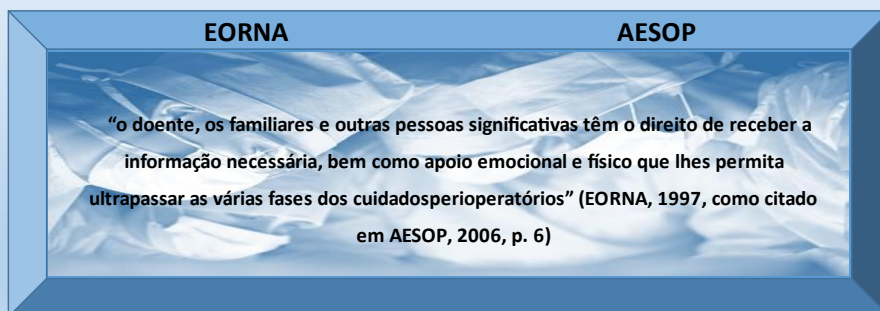 EORNA AESOP
“o doente, os familiares e outras pessoas significativas têm o direito de receber a
informação necessária, bem como apoio emocional e físico que lhes permita
ultrapassar as várias fases dos cuidadosperioperatórios” (EORNA, 1997, como citado
em AESOP, 2006, p. 6)